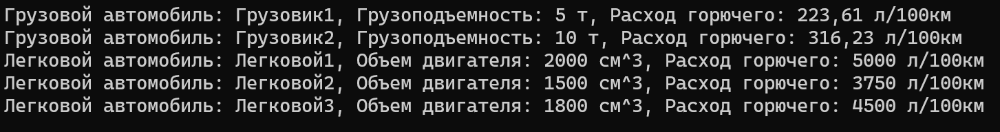 Грузовой автомобиль: Грузовик1, Грузоподъемность: 5 т, Расход горючего: 223,61 л/100км
Грузовой автомобиль: Грузовик2, Грузоподъемность: 10 т, Расход горючего: 316,23 л/100км
Легковой автомобиль: Легковой1, Объем двигателя: 2000 см^3, Расход горючего: 5000 л/100км
Легковой автомобиль: Легковой2, Объем двигателя: 1500 см^3, Расход горючего: 3750 л/100км
Легковой автомобиль: Легковой3, Объем двигателя: 1800 см^3, Расход горючего: 4500 л/100км